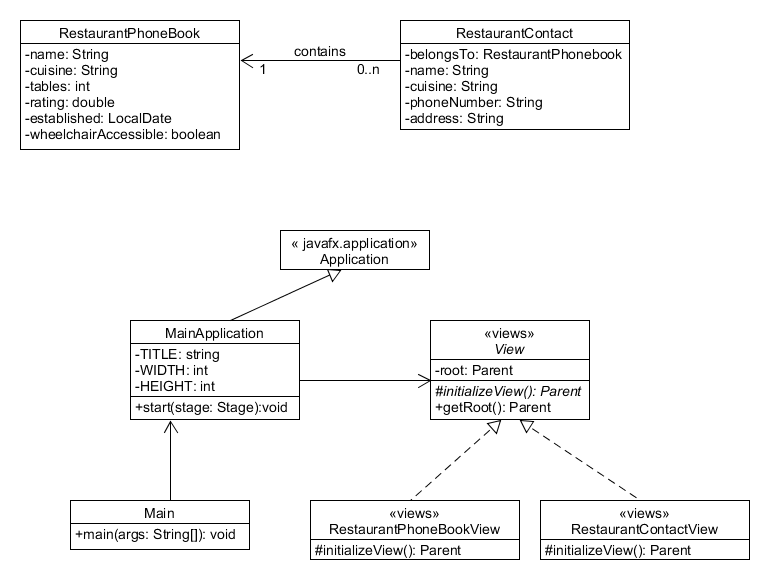 RestaurantPhoneBook
-name: String
-cuisine: String
-tables: int
-rating: double
-established: LocalDate
-wheelchairAccessible: boolean
contains
1
0..n
RestaurantContact
-belongsTo: RestaurantPhonebook
-name: String
-cuisine: String
-phoneNumber: String
-address: String
« javafx.application»
Application
MainApplication
-TITLE: string
-WIDTH: int
-HEIGHT: int
+start(stage: Stage):void
«views»
View
-root: Parent
#initializeView(): Parent
+getRoot(): Parent
Main
+main(args: String[]): void
«views»
RestaurantPhoneBookView
#initializeView(): Parent
«views»
RestaurantContactView
#initializeView(): Parent